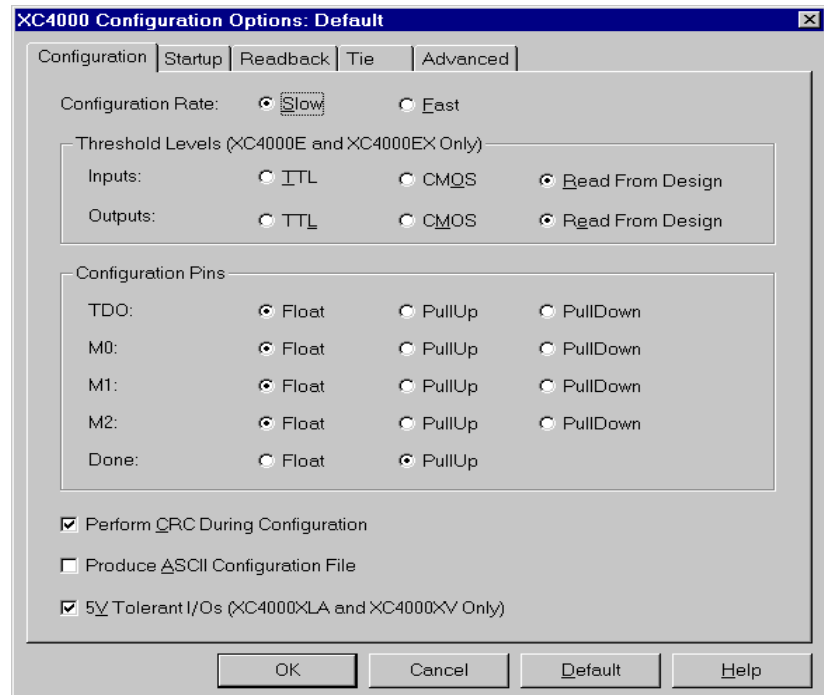 XC4000 Configuration Options: Default
Configuration Startup Readback Tie Advanced
Configuration Rate: Slow Fast
Threshold Levels (XC4000E and XC4000EX Only)
Inputs: TTL CMOS Read From Design
Outputs: TTL CMOS Read From Design
Configuration Pins
TDO: Float PullUp PullDown
M0: Float PullUp PullDown
M1: Float PullUp PullDown
M2: Float PullUp PullDown
Done: Float PullUp
Perform CRC During Configuration
Produce ASCII Configuration File
5V Tolerant I/Os (XC4000XLA and XC4000XV Only)
OK Cancel Default Help